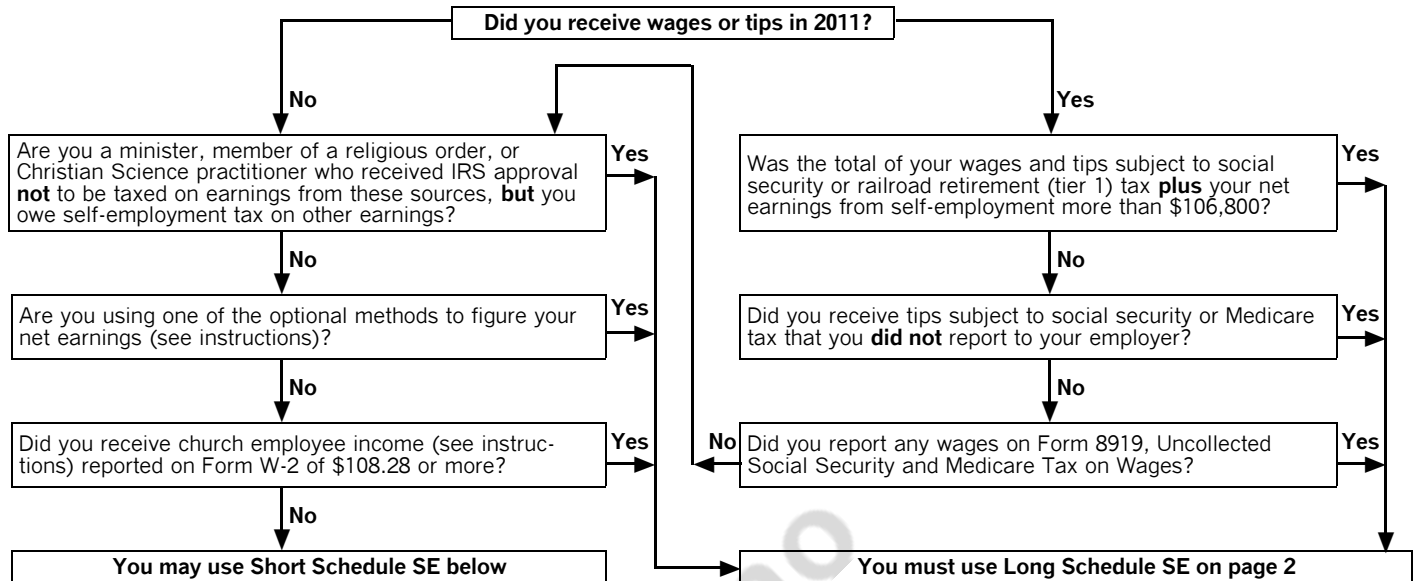 Did you receive wages or tips in 2011?
No
Yes
Are you a minister, member of a religious order, or
Christian Science practitioner who received IRS approval
not to be taxed on earnings from these sources, but you
owe self-employment tax on other earnings?
Yes
Was the total of your wages and tips subject to social
security or railroad retirement (tier 1) tax plus your net
earnings from self-employment more than $106,800?
Yes
No
No
Are you using one of the optional methods to figure your
net earnings (see instructions)?
Yes
Did you receive tips subject to social security or Medicare
tax that you did not report to your employer?
Yes
No
No
Did you receive church employee income (see instruc-
tions) reported on Form W-2 of $108.28 or more?
Yes
No
Did you report any wages on Form 8919, Uncollected
Social Security and Medicare Tax on Wages?
Yes
No
You may use Short Schedule SE below
You must use Long Schedule SE on page 2